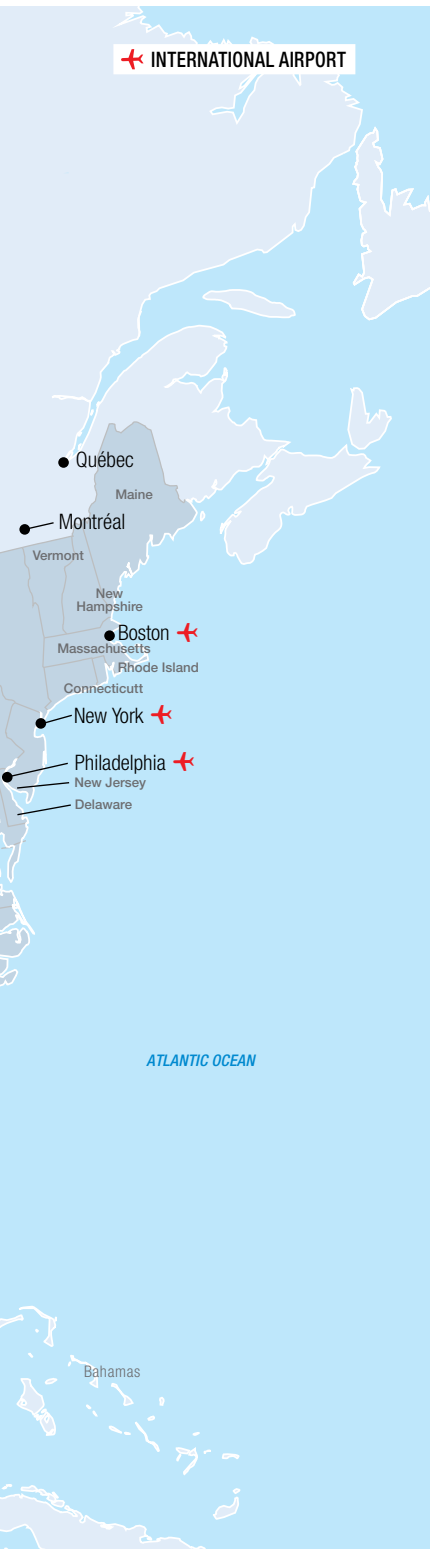 INTERNATIONAL AIRPORT
Québec
Maine
Montréal
Vermont
New
Hampshire
Boston
Massachusetts
Rhode Island
Connecticutt
New York
Philadelphia
New Jersey
Delaware
ATLANTIC OCEAN
Bahamas